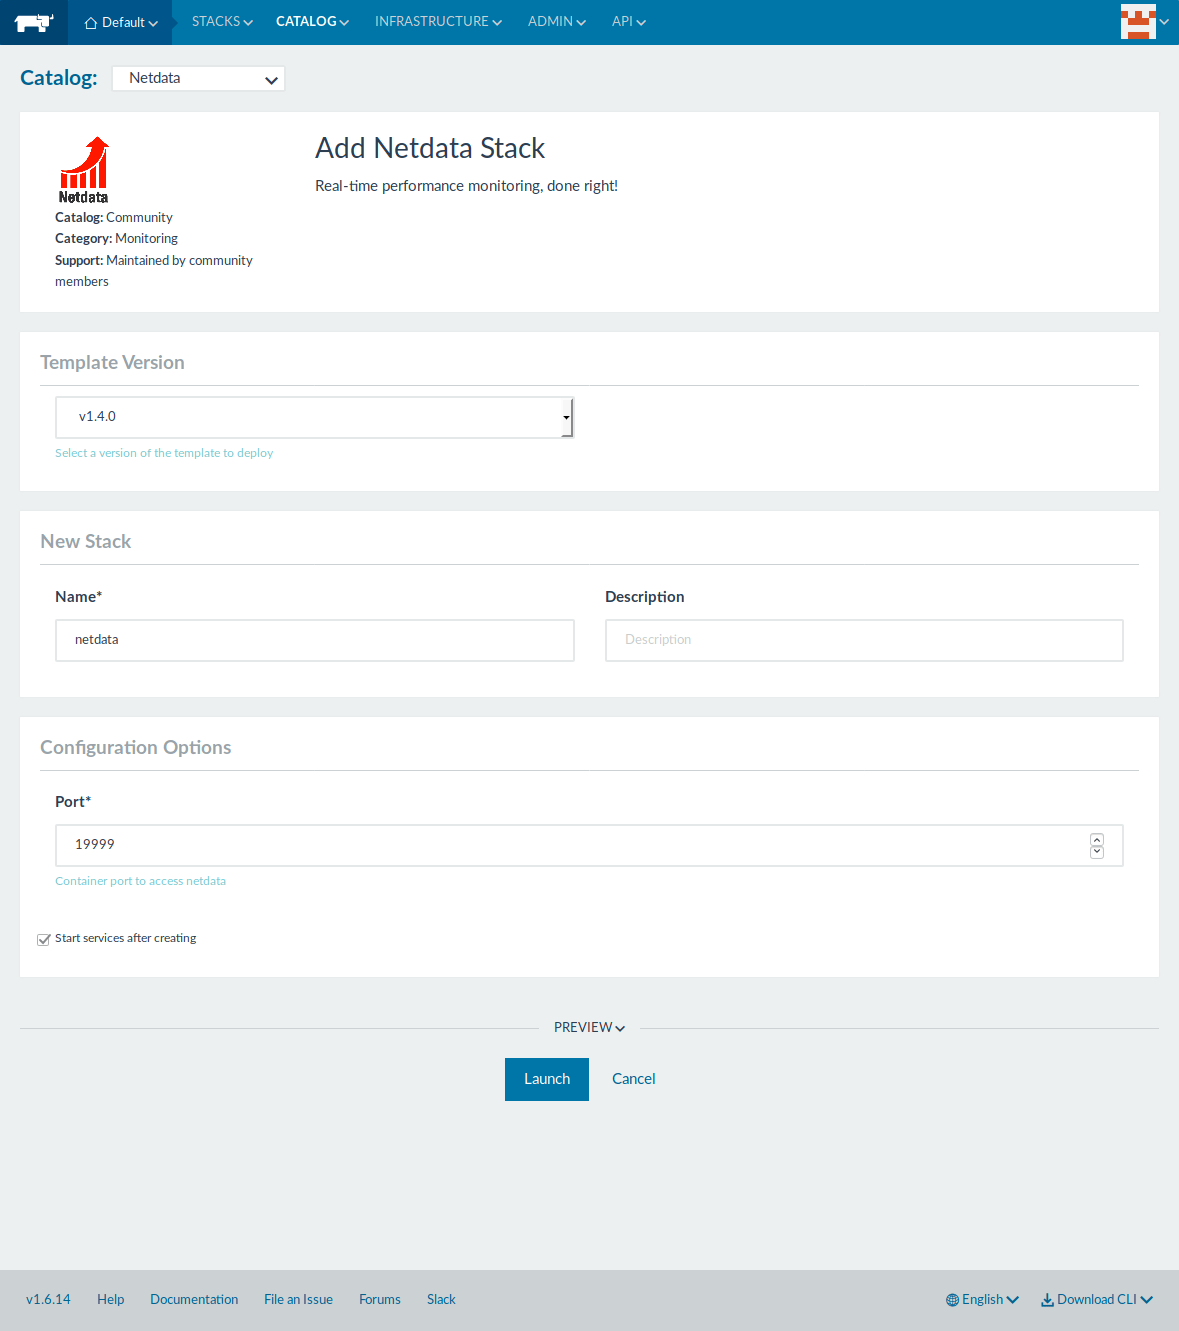 Default STACKS CATALOG INFRASTRUCTURE ADMIN API
Catalog: Netdata
Netdata
Add Netdata Stack
Real-time performance monitoring, done right!
Catalog: Community
Category: Monitoring
Support: Maintained by community
members
Template Version
v1.4.0
Select a version of the template to deploy
New Stack
Name* Description
netdata Description
Configuration Options
Port*
19999
Container port to access netdata
Start services after creating
PREVIEW
Launch Cancel
v1.6.14 Help Documentation File an Issue Forums Slack English Download CLI